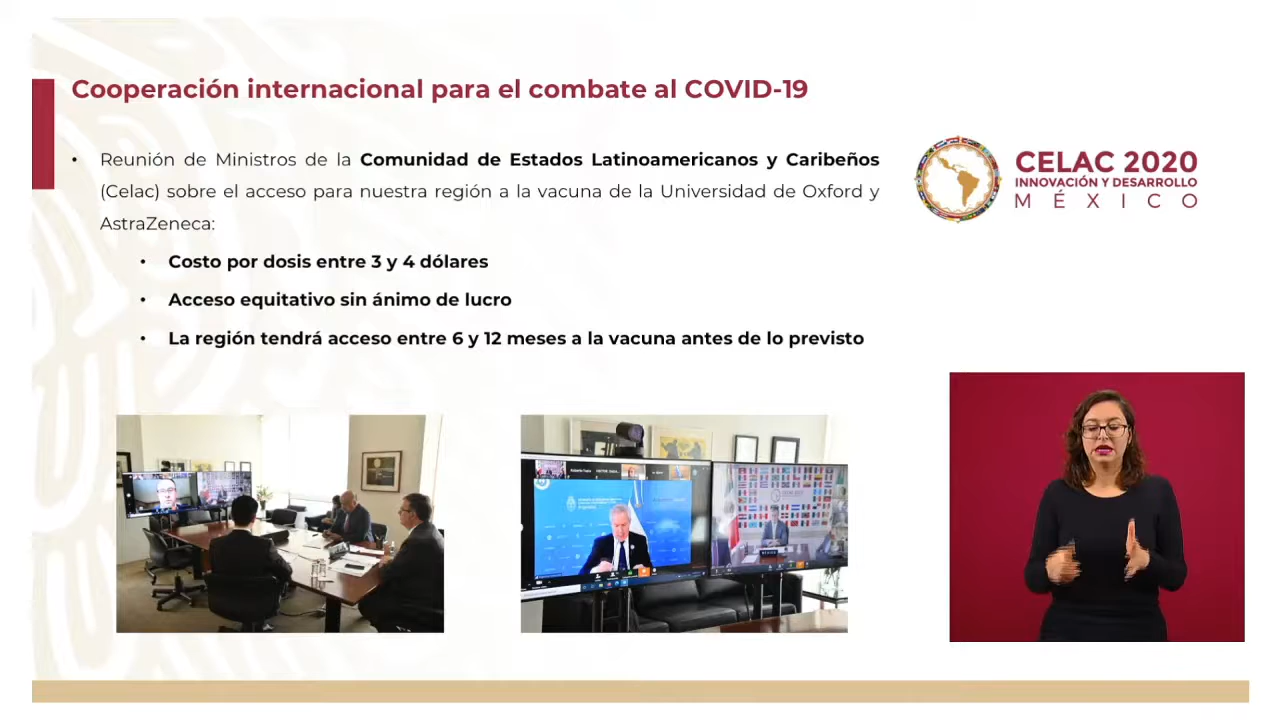 Cooperación internacional para el combate al COVID-19
• Reunión de Ministros de la Comunidad de Estados Latinoamericanos y Caribeños
(Celac) sobre el acceso para nuestra región a la vacuna de la Universidad de Oxford y
AstraZeneca:
• Costo por dosis entre 3 y 4 dólares
• Acceso equitativo sin ánimo de lucro
• La región tendrá acceso entre 6 y 12 meses a la vacuna antes de lo previsto
CELAC 2020
INNOVACIÓN Y DESARROLLO
MÉXICO